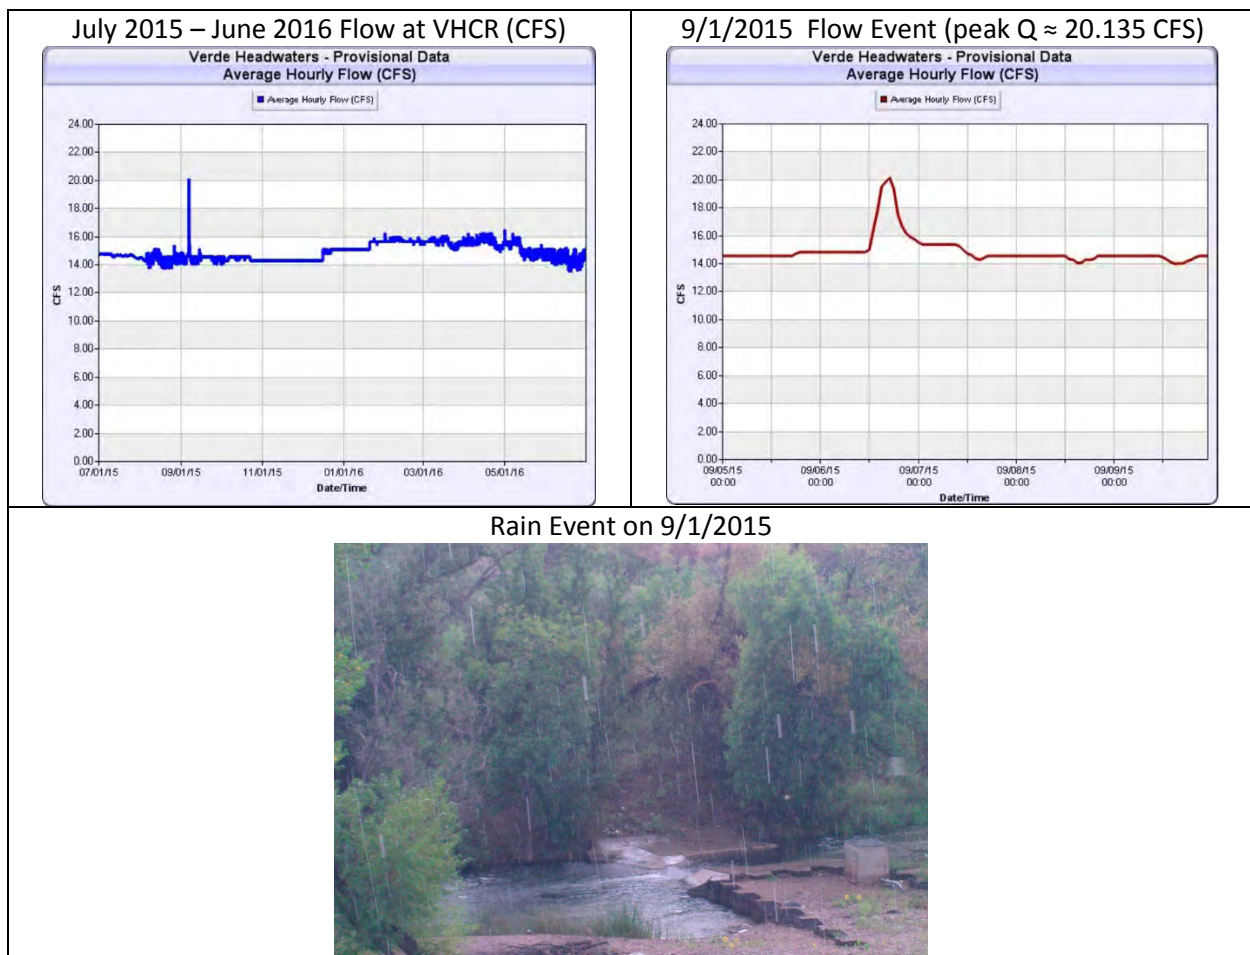 July 2015 – June 2016 Flow at VHCR (CFS)
Verde Headwaters - Provisional Data
Average Hourly Flow (CFS)
Average Hourly Flow (CFS)
24.00
22.00
20.00
18.00
16.00
14.00
12.00
10.00
8.00
6.00
4.00
2.00
0.00
CFS
07/01/15 09/01/15 11/01/15 01/01/16 03/01/16 05/01/16
Date/Time
9/1/2015 Flow Event (peak Q ≈ 20.135 CFS)
Verde Headwaters - Provisional Data
Average Hourly Flow (CFS)
Average Hourly Flow (CFS)
24.00
22.00
20.00
18.00
16.00
14.00
12.00
10.00
8.00
6.00
4.00
2.00
0.00
CFS
09/05/15 09/06/15 09/07/15 09/08/15 09/09/15
00:00 00:00 00:00 00:00 00:00
Date/Time
Rain Event on 9/1/2015